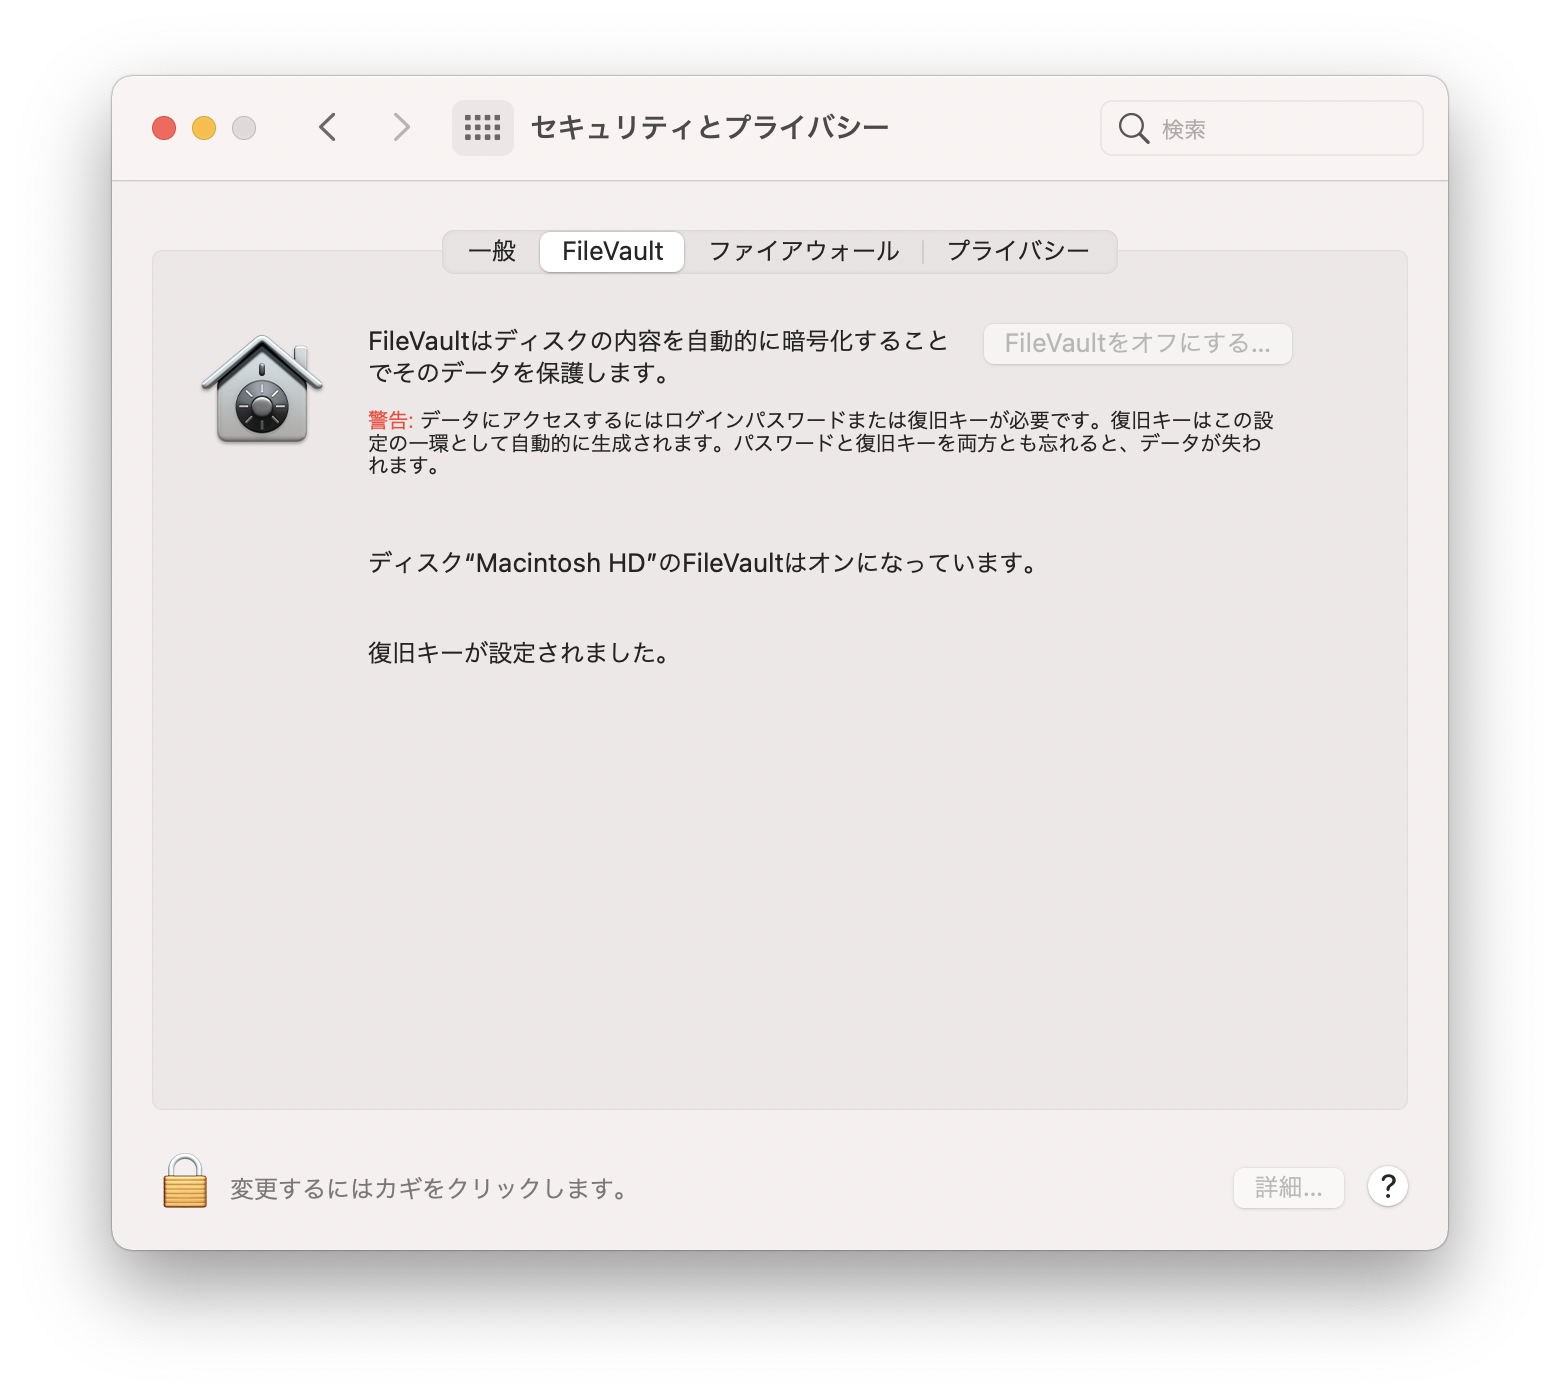 セキュリティとプライバシー
検索
一般
FileVault
ファイアウォール
プライバシー
FileVaultはディスクの内容を自動的に暗号化すること
でそのデータを保護します。
FileVaultをオフにする...
警告: データにアクセスするにはログインパスワードまたは復旧キーが必要です。復旧キーはこの設
定の一環として自動的に生成されます。パスワードと復旧キーを両方とも忘れると、データが失わ
れます。
ディスク“Macintosh HD”のFileVaultはオンになっています。
復旧キーが設定されました。
変更するにはカギをクリックします。
詳細...
?